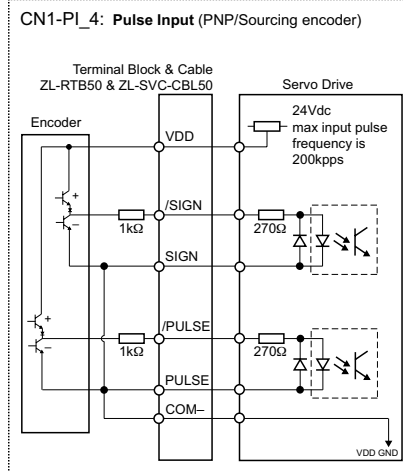 CN1-PI_4: Pulse Input (PNP/Sourcing encoder)
Terminal Block & Cable
ZL-RTB50 & ZL-SVC-CBL50
Servo Drive
Encoder
24Vdc
max input pulse
frequency is
200kpps
VDD
+
–
/SIGN
1kΩ
270Ω
SIGN
+
–
/PULSE
1kΩ
270Ω
PULSE
COM–
VDD GND